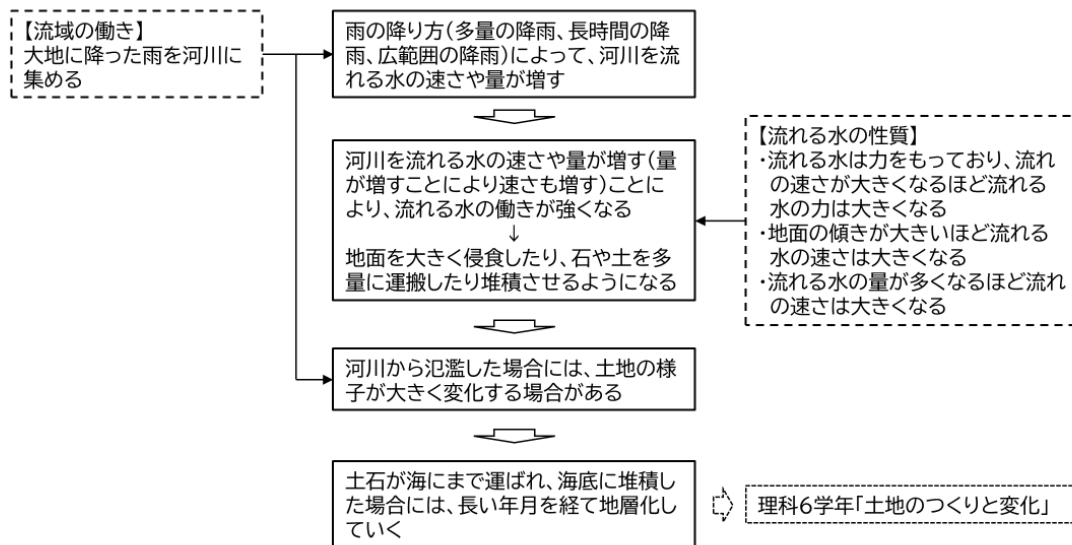 【流域の働き】
大地に降った雨を河川に
集める
雨の降り方(多量の降雨、長時間の降
雨、広範囲の降雨)によって、河川を流
れる水の速さや量が増す
河川を流れる水の速さや量が増す(量
が増すことにより速さも増す)ことに
より、流れる水の働きが強くなる
↓
地面を大きく侵食したり、石や土を多
量に運搬したり堆積させるようになる
【流れる水の性質】
・流れる水は力をもっており、流れ
の速さが大きくなるほど流れる
水の力は大きくなる
・地面の傾きが大きいほど流れる
水の速さは大きくなる
・流れる水の量が多くなるほど流れ
の速さは大きくなる
河川から氾濫した場合には、土地の様
子が大きく変化する場合がある
土石が海にまで運ばれ、海底に堆積し
た場合には、長い年月を経て地層化し
ていく
理科6学年「土地のつくりと変化」